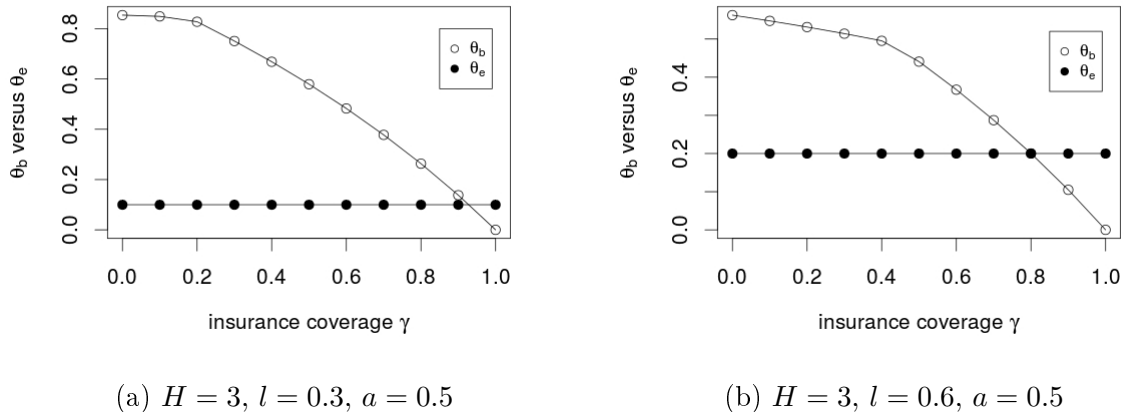 θb versus θe
0.0 0.2 0.4 0.6 0.8
θb
θe
0.0 0.2 0.4 0.6 0.8 1.0
insurance coverage γ
(a) H = 3, l = 0.3, a = 0.5
θb versus θe
0.0 0.2 0.4
θb
θe
0.0 0.2 0.4 0.6 0.8 1.0
insurance coverage γ
(b) H = 3, l = 0.6, a = 0.5